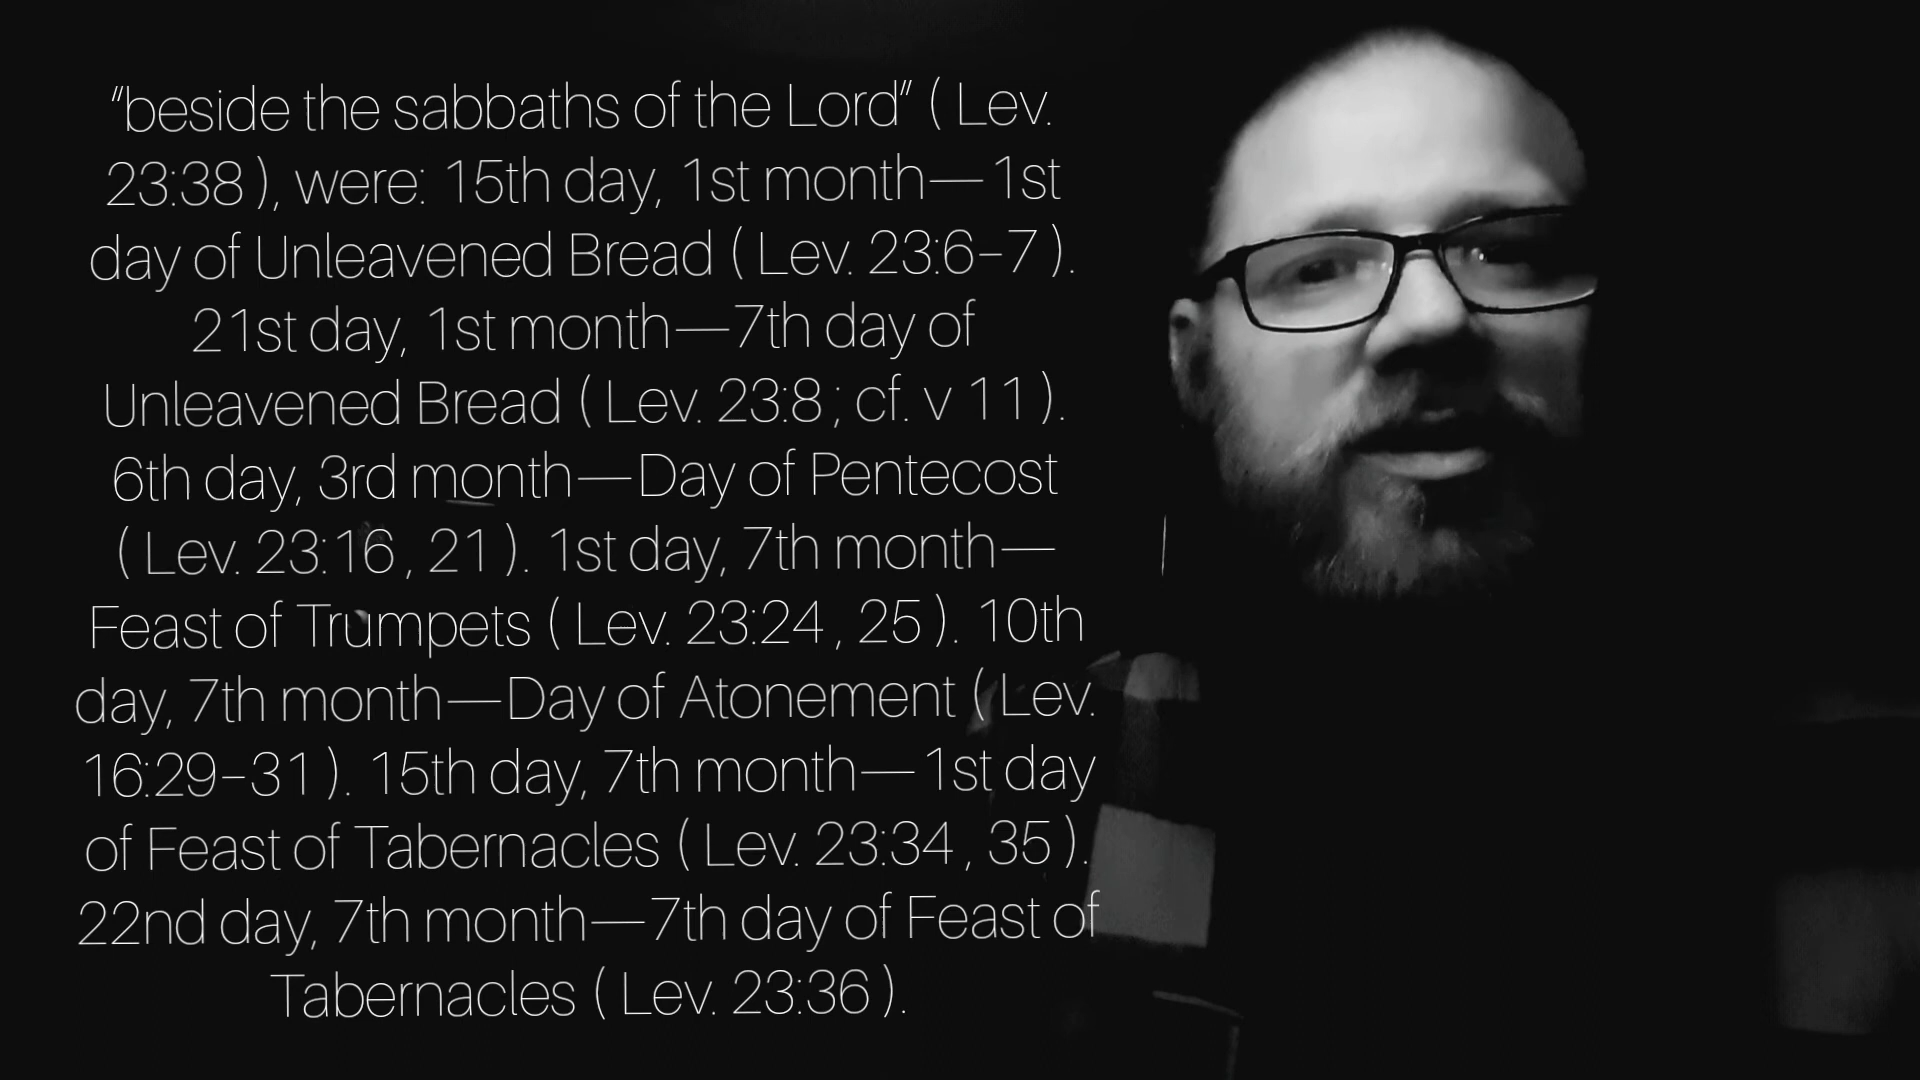 “beside the sabbaths of the Lord” ( Lev.
23:38 ), were: 15th day, 1st month—1st
day of Unleavened Bread ( Lev. 23:6–7 ).
21st day, 1st month—7th day of
Unleavened Bread ( Lev. 23:8 ; cf. v 11 ).
6th day, 3rd month—Day of Pentecost
( Lev. 23:16 , 21 ). 1st day, 7th month—
Feast of Trumpets ( Lev. 23:24 , 25 ). 10th
day, 7th month—Day of Atonement ( Lev.
16:29–31 ). 15th day, 7th month—1st day
of Feast of Tabernacles ( Lev. 23:34 , 35 ).
22nd day, 7th month—7th day of Feast of
Tabernacles ( Lev. 23:36 ).